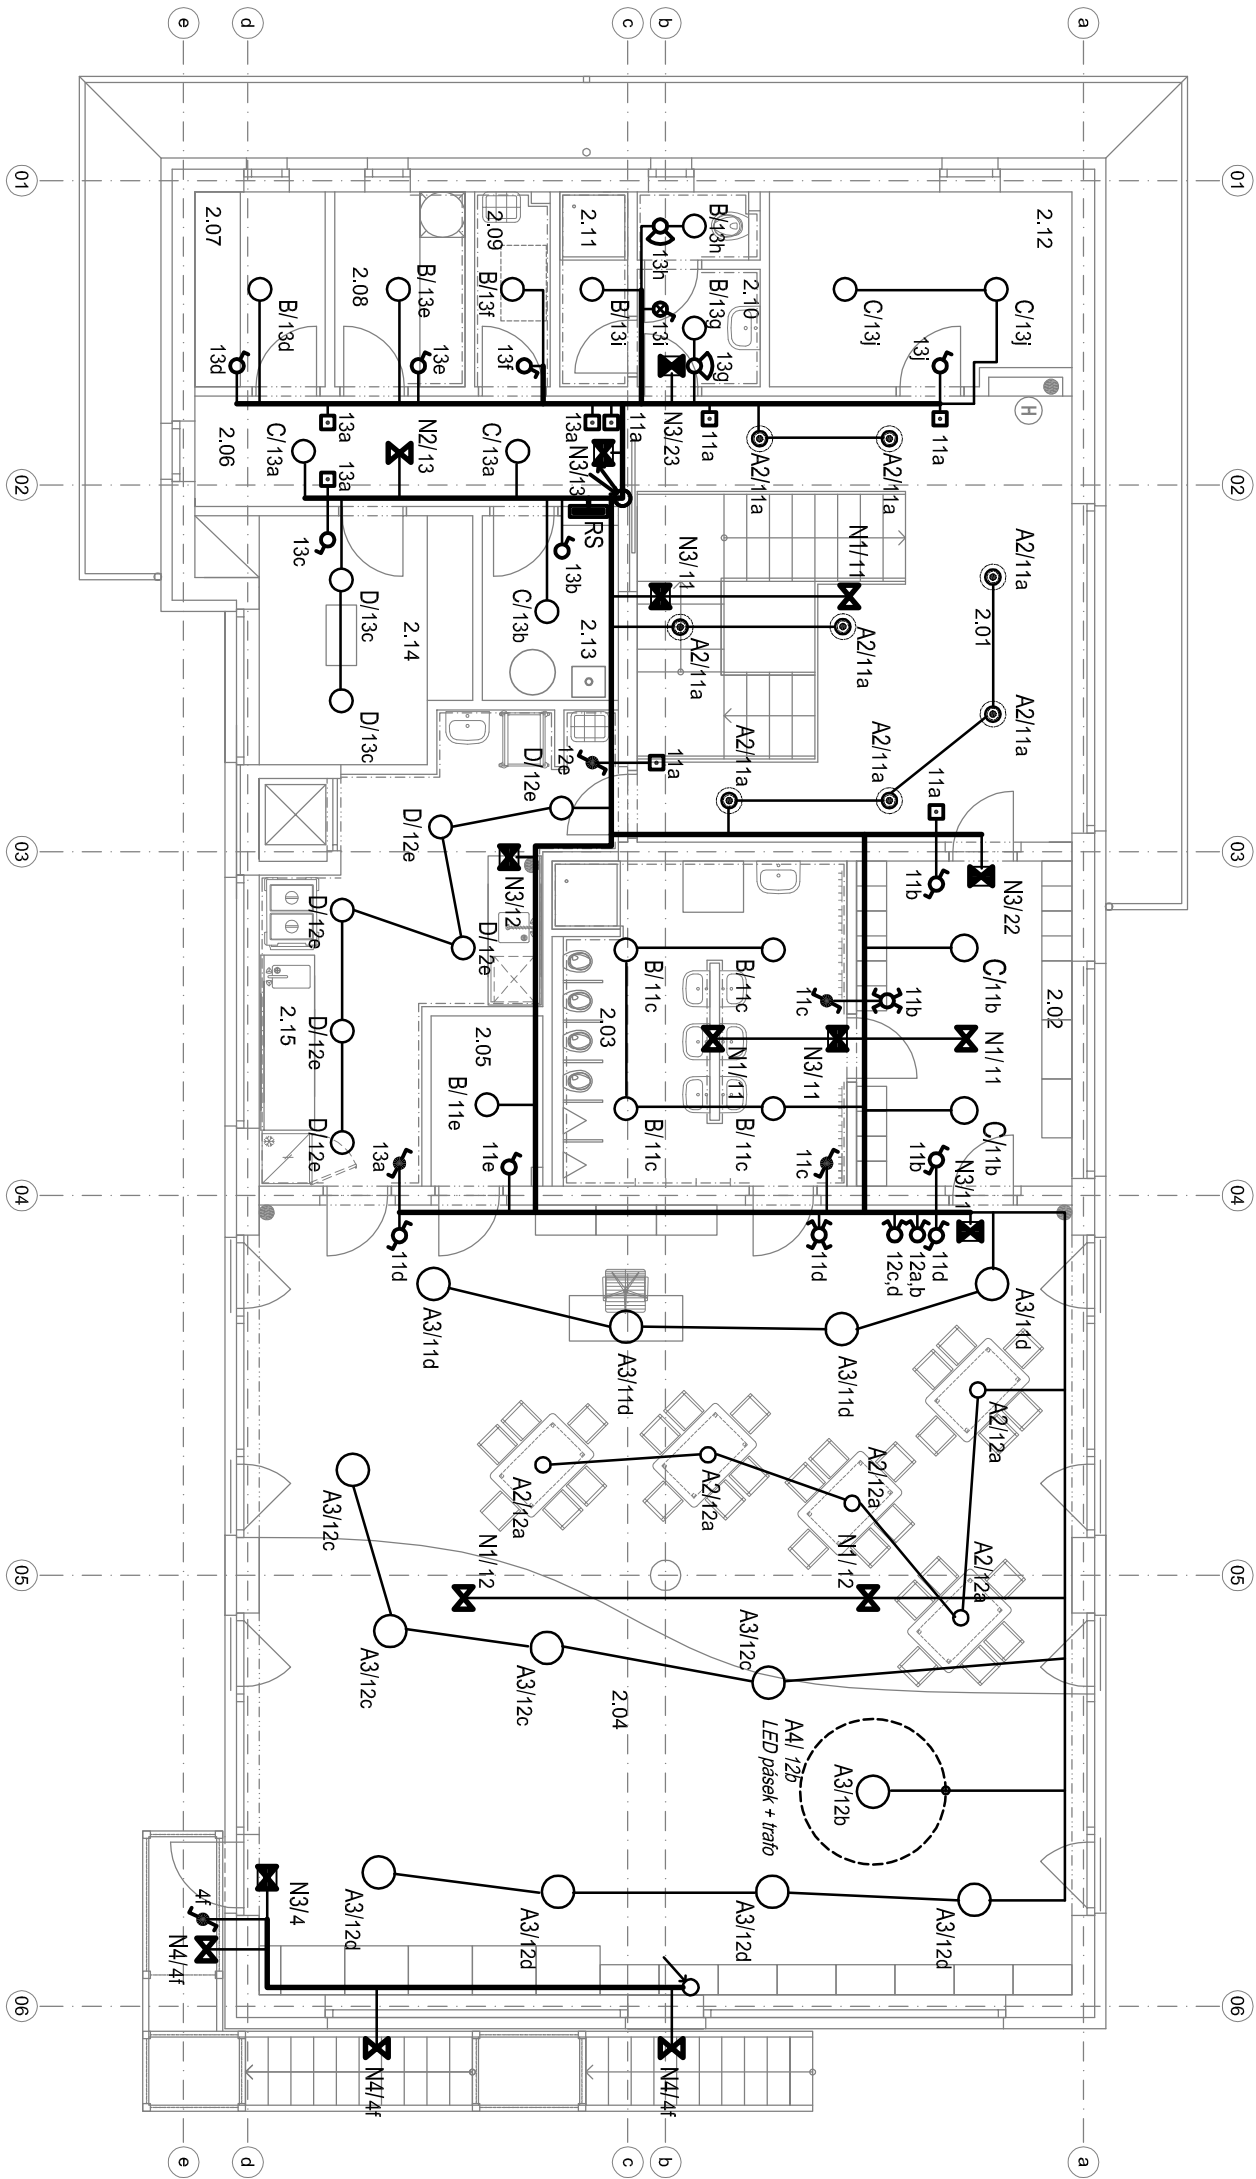 e
d
c
b
a
01
01
2.07
2.08
2.09
2.11
B/13h
13h
2.12
B/13d
B/13e
B/13f
B/13i
13i
B/13g
2.10
C/13j
C/13j
13d
13e
13f
13g
13j
13a
13a
11a
N3/23
11a
11a
2.06
C/13a
N2/13
C/13a
N3/13
A2/11a
A2/11a
13a
02
02
RS
13c
13b
N3/11
N1/11
A2/11a
D/13c
2.14
C/13b
2.13
A2/11a
A2/11a
2.01
D/13c
A2/11a
12e
11a
A2/11a
A2/11a
11a
D/12e
D/12e
03
03
N3/12
11b
N3/22
D/12e
D/12e
B/11c
B/11c
C/11b
2.02
11c
11b
2.15
D/12e
2.05
2.03
N1/11
N3/11
N1/11
B/11e
D/12e
B/11c
B/11c
C/11b
13a
11e
11c
11b
N3/11
04
04
11d
11d
12c,d
12a,b
11d
A3/11d
A3/11d
A3/11d
A3/11d
A2/12a
A2/12a
A2/12a
A2/12a
A3/12c
N1/12
N1/12
A2/12a
05
05
A3/12c
A3/12c
A3/12c
2.04
A4/ 12b
LED pásek + trafo
A3/12b
A3/12d
A3/12d
A3/12d
A3/12d
N3/4
4f
N4/4f
06
06
N4/4f
N4/4f
e
d
c
b
a
H